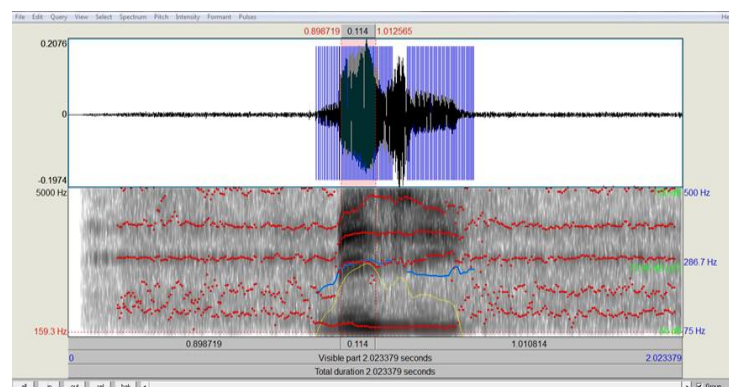 File Edit Query View Select Spectrum Pitch Intensity Formant Pulses
0.898719 0.114 1.012565
0.2076
0
-0.1974
5000 Hz 500 Hz
286.7 Hz
159.3 Hz 75 Hz
0.898719 0.114 1.010814
0 Visible part 2.023379 seconds 2.023379
Total duration 2.023379 seconds